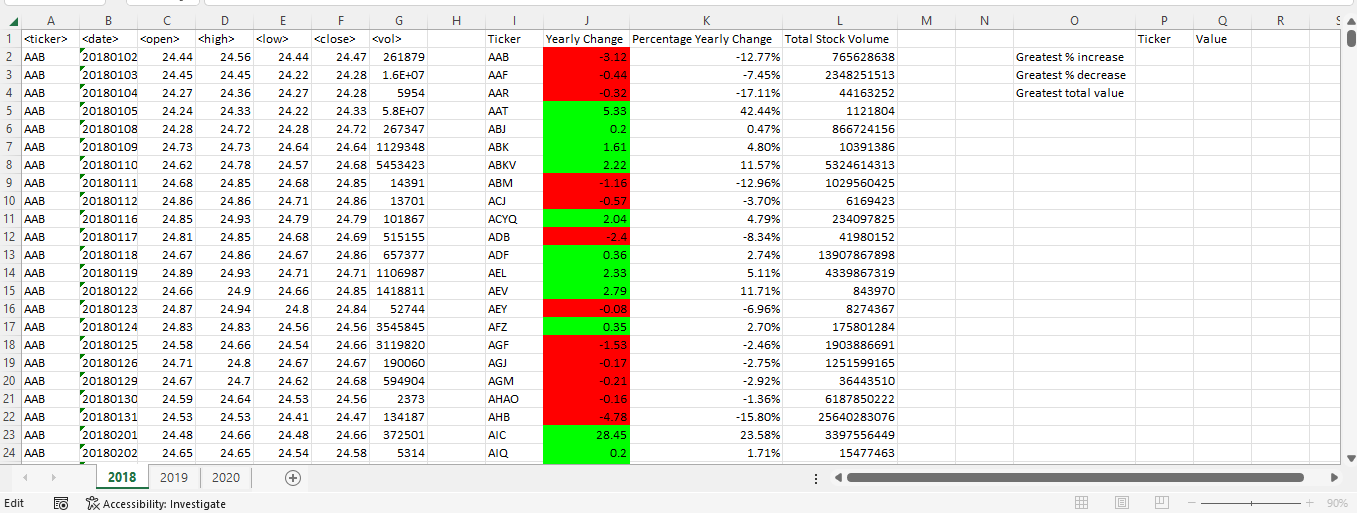 A B C D E F G H I J K L M N O P Q R S
1 <ticker> <date> <open> <high> <low> <close> <vol> Ticker Yearly Change Percentage Yearly Change Total Stock Volume Ticker Value
2 AAB 20180102 24.44 24.56 24.44 24.47 261879 AAB -3.12 -12.77% 765628638 Greatest % increase
3 AAB 20180103 24.45 24.45 24.22 24.28 1.6E+07 AAF -0.44 -7.45% 2348251513 Greatest % decrease
4 AAB 20180104 24.27 24.36 24.27 24.28 5954 AAR -0.32 -17.11% 44163252 Greatest total value
5 AAB 20180105 24.24 24.33 24.22 24.33 5.8E+07 AAT 5.33 42.44% 1121804
6 AAB 20180108 24.28 24.72 24.28 24.72 267347 ABJ 0.2 0.47% 866724156
7 AAB 20180109 24.73 24.73 24.64 24.64 1129348 ABK 1.61 4.80% 10391386
8 AAB 20180110 24.62 24.78 24.57 24.68 5453423 ABKV 2.22 11.57% 5324614313
9 AAB 20180111 24.68 24.85 24.68 24.85 14391 ABM -1.16 -12.96% 1029560425
10 AAB 20180112 24.86 24.86 24.71 24.86 13701 ACJ -0.57 -3.70% 6169423
11 AAB 20180116 24.85 24.93 24.79 24.79 101867 ACYQ 2.04 4.79% 234097825
12 AAB 20180117 24.81 24.85 24.68 24.69 515155 ADB -2.4 -8.34% 41980152
13 AAB 20180118 24.67 24.86 24.67 24.86 657377 ADF 0.36 2.74% 13907867898
14 AAB 20180119 24.89 24.93 24.71 24.71 1106987 AEL 2.33 5.11% 4339867319
15 AAB 20180122 24.66 24.9 24.66 24.85 1418811 AEV 2.79 11.71% 843970
16 AAB 20180123 24.87 24.94 24.8 24.84 52744 AEY -0.08 -6.96% 8274367
17 AAB 20180124 24.83 24.83 24.56 24.56 3545845 AFZ 0.35 2.70% 175801284
18 AAB 20180125 24.58 24.66 24.54 24.66 3119820 AGF -1.53 -2.46% 1903886691
19 AAB 20180126 24.71 24.8 24.67 24.67 190060 AGJ -0.17 -2.75% 1251599165
20 AAB 20180129 24.67 24.7 24.62 24.68 594904 AGM -0.21 -2.92% 36443510
21 AAB 20180130 24.59 24.64 24.53 24.56 2373 AHAO -0.16 -1.36% 6187850222
22 AAB 20180131 24.53 24.53 24.41 24.47 134187 AHB -4.78 -15.80% 25640283076
23 AAB 20180201 24.48 24.66 24.48 24.66 372501 AIC 28.45 23.58% 3397556449
24 AAB 20180202 24.65 24.65 24.54 24.58 5314 AIQ 0.2 1.71% 15477463
2018 2019 2020
Edit Accessibility: Investigate 90%